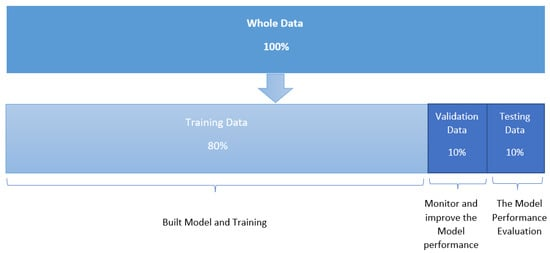 Whole Data
100%
Training Data
80%
Validation
Data
10%
Testing
Data
10%
Built Model and Training
Monitor and
improve the
Model
performance
The Model
Performance
Evaluation